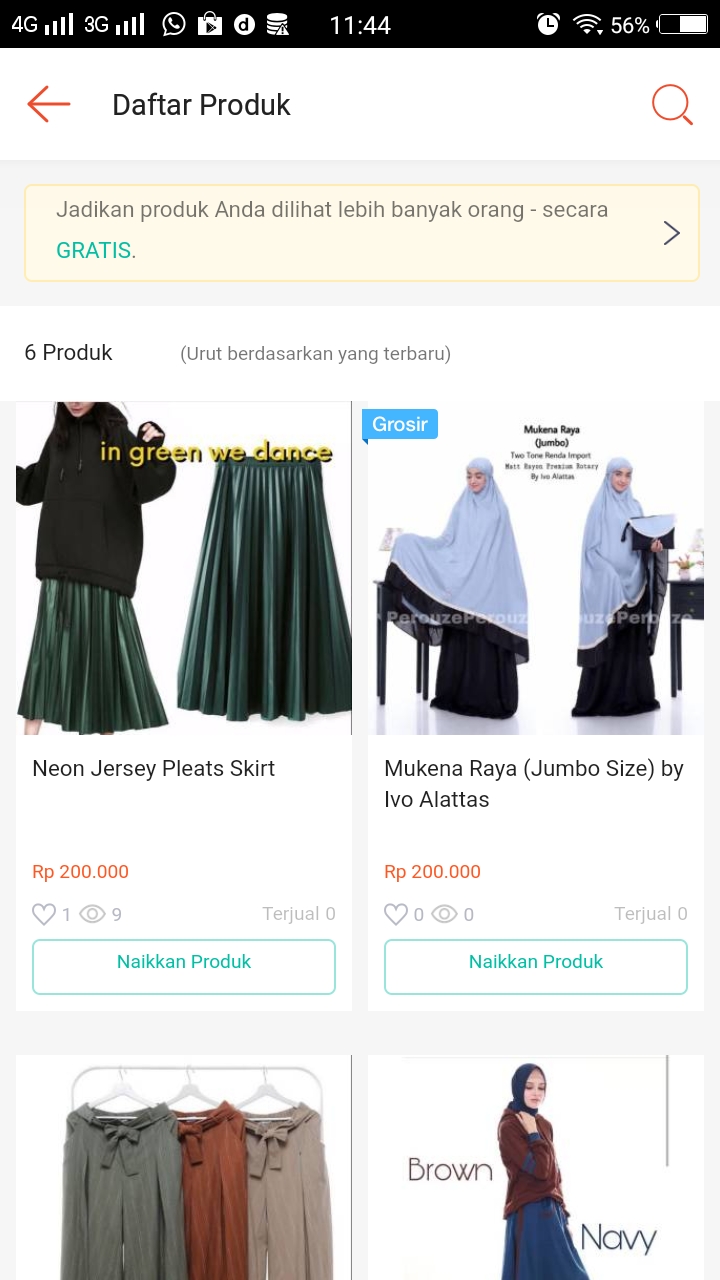 4G 3G 11:44 56%
Daftar Produk
Jadikan produk Anda dilihat lebih banyak orang - secara
GRATIS.
6 Produk (Urut berdasarkan yang terbaru)
in green we dance
Grosir
Mukena Raya
(Jumbo)
Two Tone Renda Import
Matt Rayon Premium Rotary
By Ivo Alattas
PerouzePerouz
ouzePerouze
Neon Jersey Pleats Skirt
Rp 200.000
1 9 Terjual 0
Naikkan Produk
Mukena Raya (Jumbo Size) by
Ivo Alattas
Rp 200.000
0 0 Terjual 0
Naikkan Produk
Brown
Navy